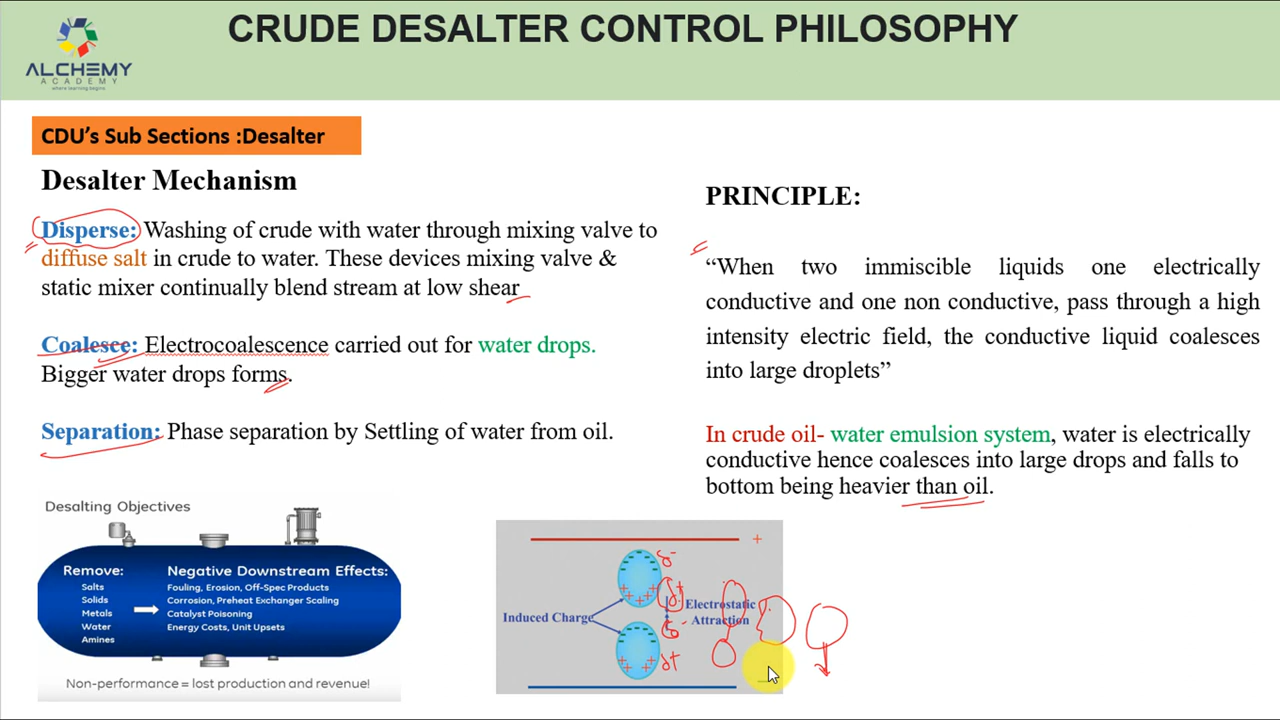 CRUDE DESALTER CONTROL PHILOSOPHY
ALCHEMY
ACADEMY
where learning begins
CDU's Sub Sections :Desalter
Desalter Mechanism
Disperse: Washing of crude with water through mixing valve to
diffuse salt in crude to water. These devices mixing valve &
static mixer continually blend stream at low shear
Coalesce: Electrocoalescence carried out for water drops.
Bigger water drops forms.
Separation: Phase separation by Settling of water from oil.
PRINCIPLE:
“When two immiscible liquids one electrically
conductive and one non conductive, pass through a high
intensity electric field, the conductive liquid coalesces
into large droplets”
In crude oil- water emulsion system, water is electrically
conductive hence coalesces into large drops and falls to
bottom being heavier than oil.
Desalting Objectives
Remove:
Salts
Solids
Metals
Water
Amines
Negative Downstream Effects:
Fouling, Erosion, Off-Spec Products
Corrosion, Preheat Exchanger Scaling
Catalyst Poisoning
Energy Costs, Unit Upsets
Non-performance = lost production and revenue!
+
δ-
δ+
Induced Charge
Electrostatic
Attraction
δ-
δ+